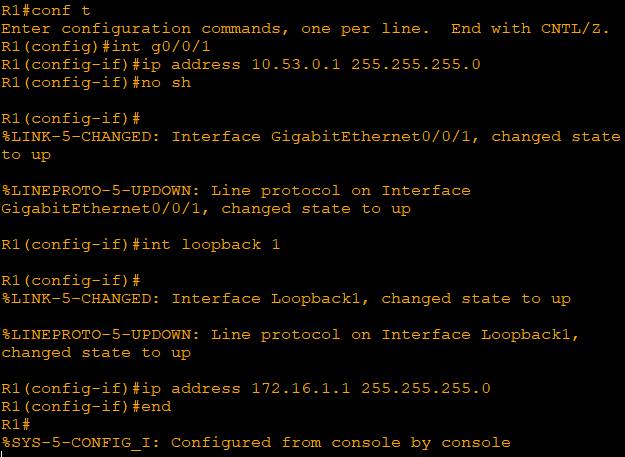 R1#conf t
Enter configuration commands, one per line.  End with CNTL/Z.
R1(config)#int g0/0/1
R1(config-if)#ip address 10.53.0.1 255.255.255.0
R1(config-if)#no sh
R1(config-if)#
%LINK-5-CHANGED: Interface GigabitEthernet0/0/1, changed state
to up
%LINEPROTO-5-UPDOWN: Line protocol on Interface
GigabitEthernet0/0/1, changed state to up
R1(config-if)#int loopback 1
R1(config-if)#
%LINK-5-CHANGED: Interface Loopback1, changed state to up
%LINEPROTO-5-UPDOWN: Line protocol on Interface Loopback1,
changed state to up
R1(config-if)#ip address 172.16.1.1 255.255.255.0
R1(config-if)#end
R1#
%SYS-5-CONFIG_I: Configured from console by console